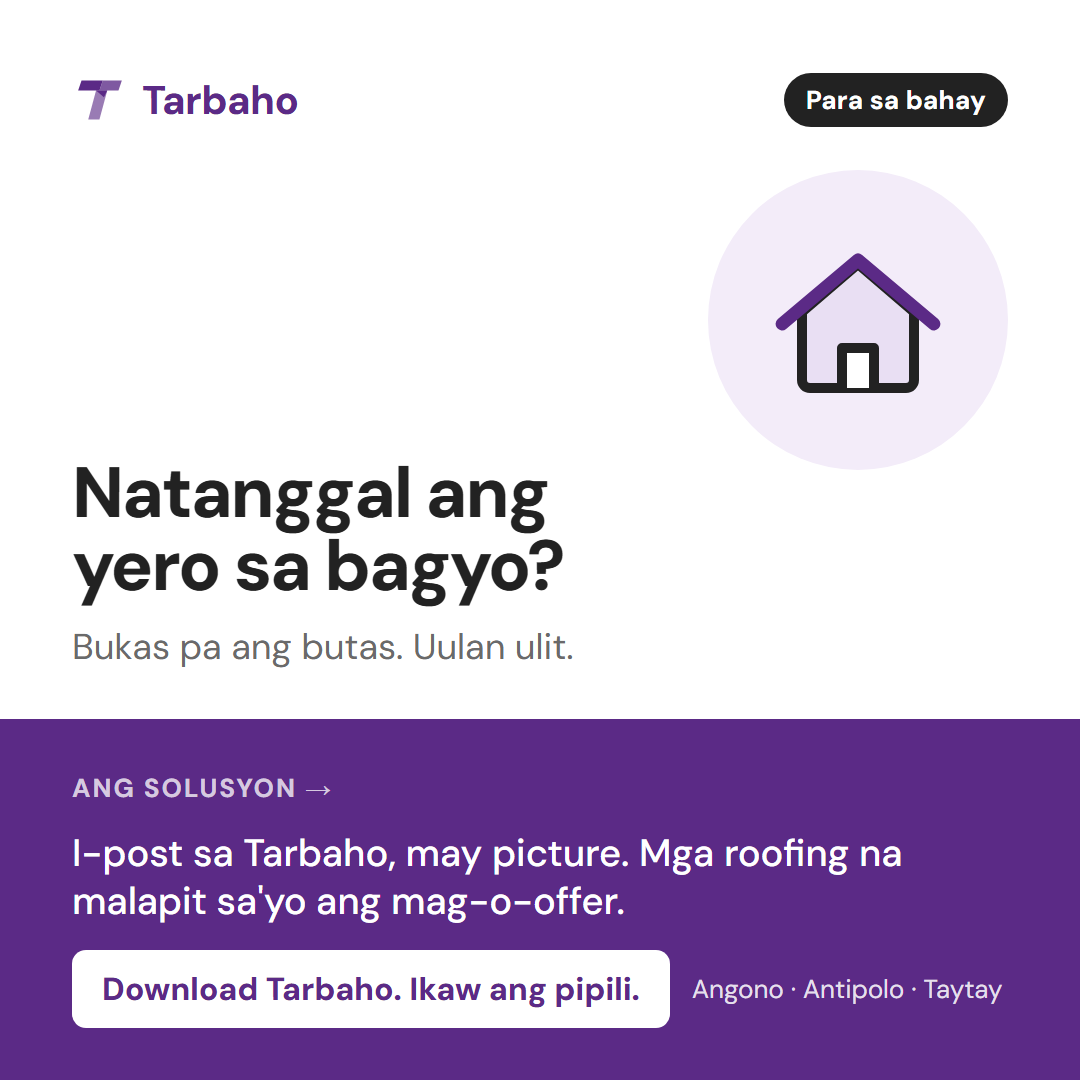 Tarbaho
Para sa bahay
Natanggal ang
yero sa bagyo?
Bukas pa ang butas. Uulan ulit.
ANG SOLUSYON →
I-post sa Tarbaho, may picture. Mga roofing na
malapit sa'yo ang mag-o-offer.
Download Tarbaho. Ikaw ang pipili.
Angono · Antipolo · Taytay